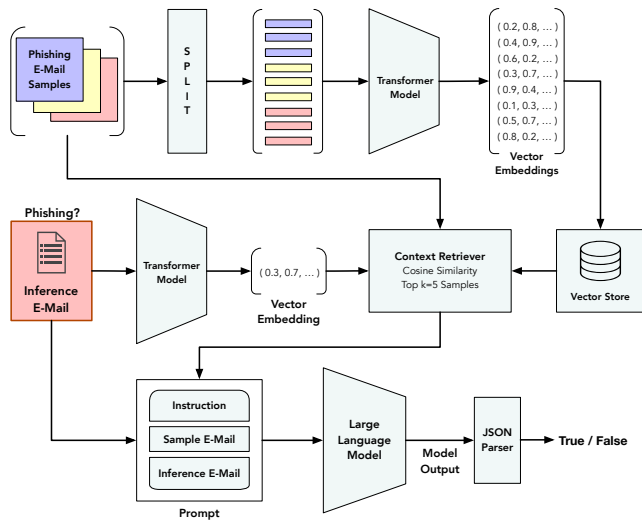 Phishing
E-Mail
Samples
S
P
L
I
T
Transformer
Model
( 0.2, 0.8, ... )
( 0.4, 0.9, ... )
( 0.6, 0.2, ... )
( 0.3, 0.7, ... )
( 0.9, 0.4, ... )
( 0.1, 0.3, ... )
( 0.5, 0.7, ... )
( 0.8, 0.2, ... )
Vector
Embeddings
Phishing?
Inference
E-Mail
Transformer
Model
( 0.3, 0.7, ... )
Vector
Embedding
Context Retriever
Cosine Similarity
Top k=5 Samples
Vector Store
Instruction
Sample E-Mail
Inference E-Mail
Prompt
Large
Language
Model
Model
Output
JSON
Parser
True / False